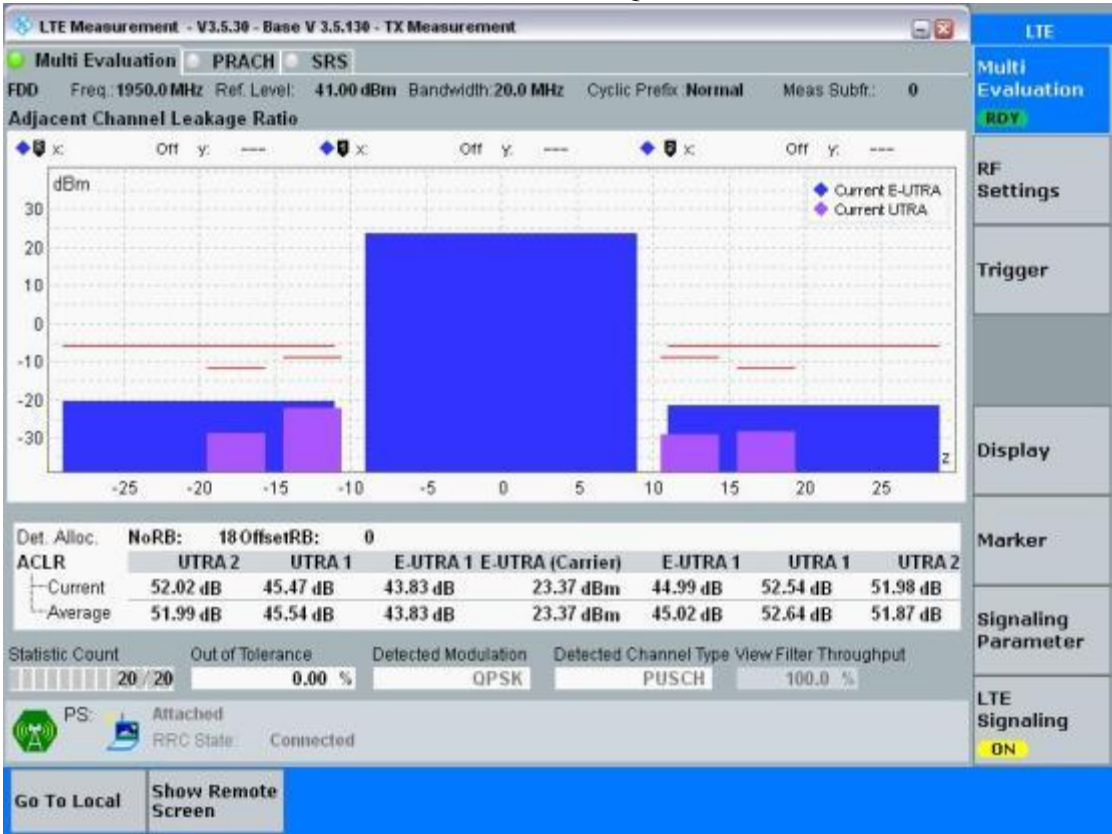 LTE Measurement - V3.5.30 - Base V 3.5.130 - TX Measurement
LTE
Multi Evaluation PRACH SRS
Multi
Evaluation
RDY
FDD Freq.:1950.0 MHz Ref. Level: 41.00 dBm Bandwidth:20.0 MHz Cyclic Prefix :Normal Meas Subfr.: 0
Adjacent Channel Leakage Ratio
x: Off y: --- x: Off y: --- x: Off y: ---
dBm
Current E-UTRA
Current UTRA
30
20
10
0
-10
-20
-30
z
-25 -20 -15 -10 -5 0 5 10 15 20 25
RF
Settings
Trigger
Display
Marker
Signaling
Parameter
LTE
Signaling
ON
Det. Alloc. NoRB: 18 OffsetRB: 0
ACLR UTRA 2 UTRA 1 E-UTRA 1 E-UTRA (Carrier) E-UTRA 1 UTRA 1 UTRA 2
Current 52.02 dB 45.47 dB 43.83 dB 23.37 dBm 44.99 dB 52.54 dB 51.98 dB
Average 51.99 dB 45.54 dB 43.83 dB 23.37 dBm 45.02 dB 52.64 dB 51.87 dB
Statistic Count Out of Tolerance Detected Modulation Detected Channel Type View Filter Throughput
20 / 20 0.00 % QPSK PUSCH 100.0 %
PS: Attached
RRC State: Connected
Go To Local
Show Remote
Screen